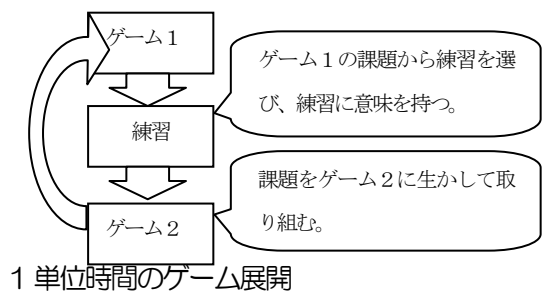 ゲーム１
ゲーム１の課題から練習を選
び、練習に意味を持つ。
練習
課題をゲーム２に生かして取
り組む。
ゲーム２
１単位時間のゲーム展開